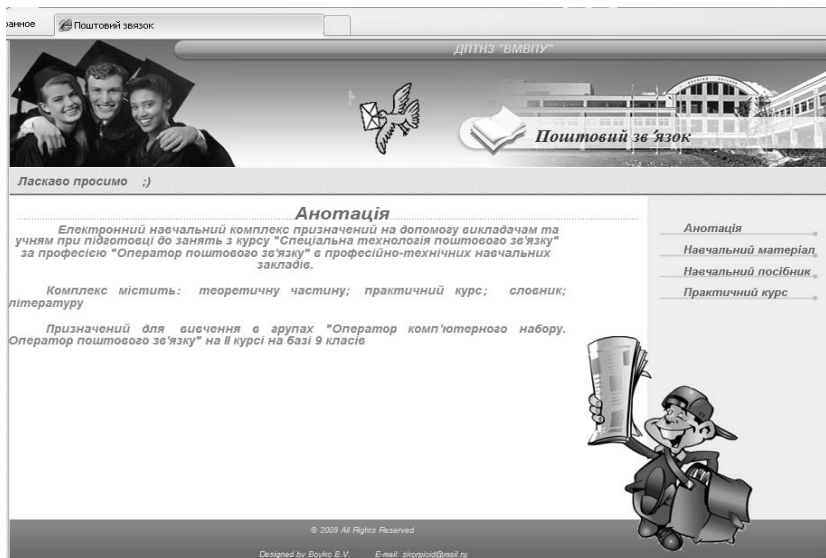 ранное
Поштовий звязок
ДПТНЗ "ВМВПУ"
Поштовий зв´язок
Ласкаво просимо ;)
Анотація
Електронний навчальний комплекс призначений на допомогу викладачам та
учням при підготовці до занять з курсу "Спеціальна технологія поштового зв'язку"
за професією "Оператор поштового зв'язку" в професійно-технічних навчальних
закладів.
Комплекс містить: теоретичну частину; практичний курс; словник;
літературу
Призначений для вивчення в групах "Оператор комп'ютерного набору.
Оператор поштового зв'язку" на II курсі на базі 9 класів
Анотація
Навчальний матеріал
Навчальний посібник
Практичний курс
© 2009 All Rights Reserved
Designed by Boyko B.V. E-mail: skorpioid@mail.ru